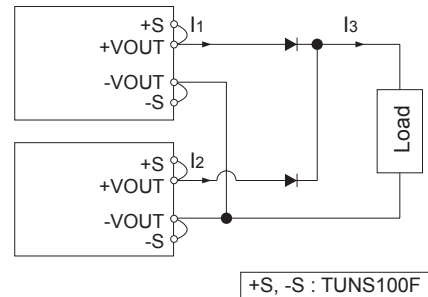 +S
I1
+VOUT
-VOUT
-S
I3
Load
+S
I2
+VOUT
-VOUT
-S
+S, -S : TUNS100F